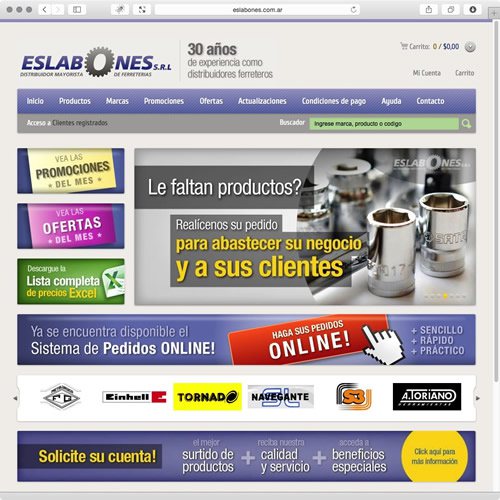 eslabones.com.ar
ESLABONES S.R.L
DISTRIBUIDOR MAYORISTA DE FERRETERIAS
30 años
de experiencia como
distribuidores ferreteros
Carrito: 0 / $0,00
Mi Cuenta Carrito
Inicio Productos Marcas Promociones Ofertas Actualizaciones Condiciones de pago Ayuda Contacto
Acceso a Clientes registrados
Buscador Ingrese marca, producto o codigo
VEA LAS
PROMOCIONES
DEL MES
VEA LAS
OFERTAS
DEL MES
Descargue la
Lista completa
de precios Excel
ESLABONES S.R.L
Le faltan productos?
Realícenos su pedido
para abastecer su negocio
y a sus clientes
SATA
Ya se encuentra disponible el
Sistema de Pedidos ONLINE!
HAGA SUS PEDIDOS
ONLINE!
+ SENCILLO
+ RÁPIDO
+ PRÁCTICO
Einhell
TORNADO
NAVEGANTE
A.TORIANO
HERRAMIENTAS
Solicite su cuenta!
el mejor
surtido de
productos
+
reciba nuestra
calidad
y servicio
+
acceda a
beneficios
especiales
Click aquí para
más información